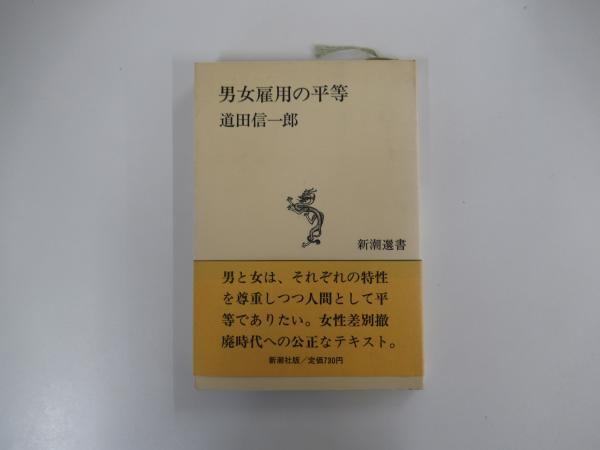 男女雇用の平等
道田信一郎
新潮選書
男と女は、それぞれの特性
を尊重しつつ人間として平
等でありたい。女性差別撤
廃時代への公正なテキスト。
新潮社版／定価730円